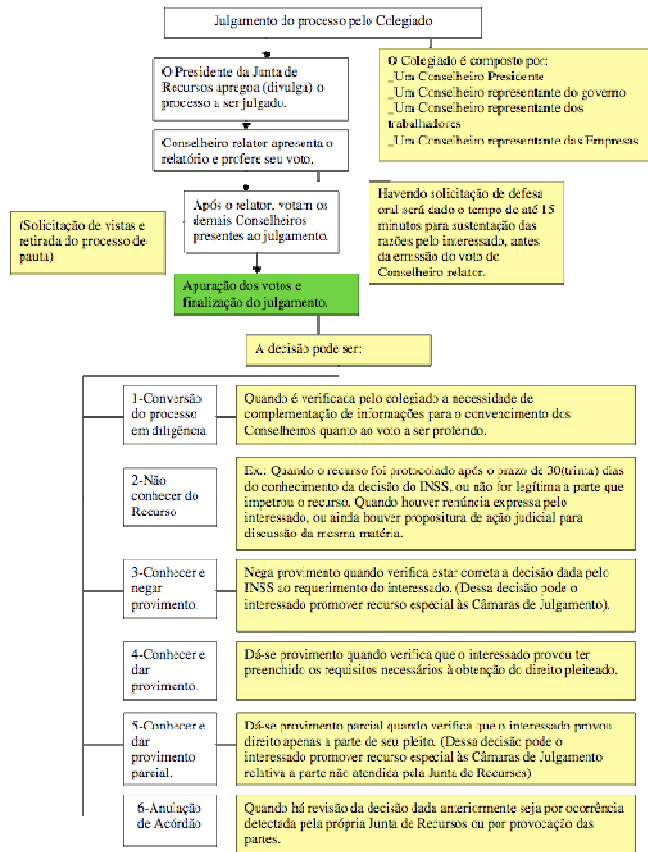 Julgamento do processo pelo Colegiado
O Presidente da Junta de
Recursos apregoa (divulga) o
processo a ser julgado.
O Colegiado é composto por:
_Um Conselheiro Presidente
_Um Conselheiro representante do governo
_Um Conselheiro representante dos
trabalhadores
_Um Conselheiro representante das Empresas
Conselheiro relator apresenta o
relatório e profere seu voto.
Após o relator, votam os
demais Conselheiros
presentes ao julgamento.
Havendo solicitação de defesa
oral será dado o tempo de até 15
minutos para sustentação das
razões pelo interessado, antes
da emissão do voto do
Conselheiro relator.
(Solicitação de vistas e
retirada do processo de
pauta)
Apuração dos votos e
finalização do julgamento.
A decisão pode ser:
1-Conversão
do processo
em diligência
Quando é verificada pelo colegiado a necessidade de
complementação de informações para o convencimento dos
Conselheiros quanto ao voto a ser proferido.
2-Não
conhecer do
Recurso
Ex.: Quando o recurso foi protocolado após o prazo de 30(trinta) dias
do conhecimento da decisão do INSS, ou não for legítima a parte que
impetrou o recurso. Quando houver renúncia expressa pelo
interessado, ou ainda houver propositura de ação judicial para
discussão da mesma matéria.
3-Conhecer e
negar
provimento.
Nega provimento quando verifica estar correta a decisão dada pelo
INSS ao requerimento do interessado. (Dessa decisão pode o
interessado promover recurso especial às Câmaras de Julgamento).
4-Conhecer e
dar
provimento.
Dá-se provimento quando verifica que o interessado provou ter
preenchido os requisitos necessários à obtenção do direito pleiteado.
5-Conhecer e
dar
provimento
parcial.
Dá-se provimento parcial quando verifica que o interessado provou
direito apenas a parte de seu pleito. (Dessa decisão pode o
interessado promover recurso especial às Câmaras de Julgamento
relativa a parte não atendida pela Junta de Recursos)
6-Anulação
de Acórdão
Quando há revisão da decisão dada anteriormente seja por ocorrência
detectada pela própria Junta de Recursos ou por provocação das
partes.